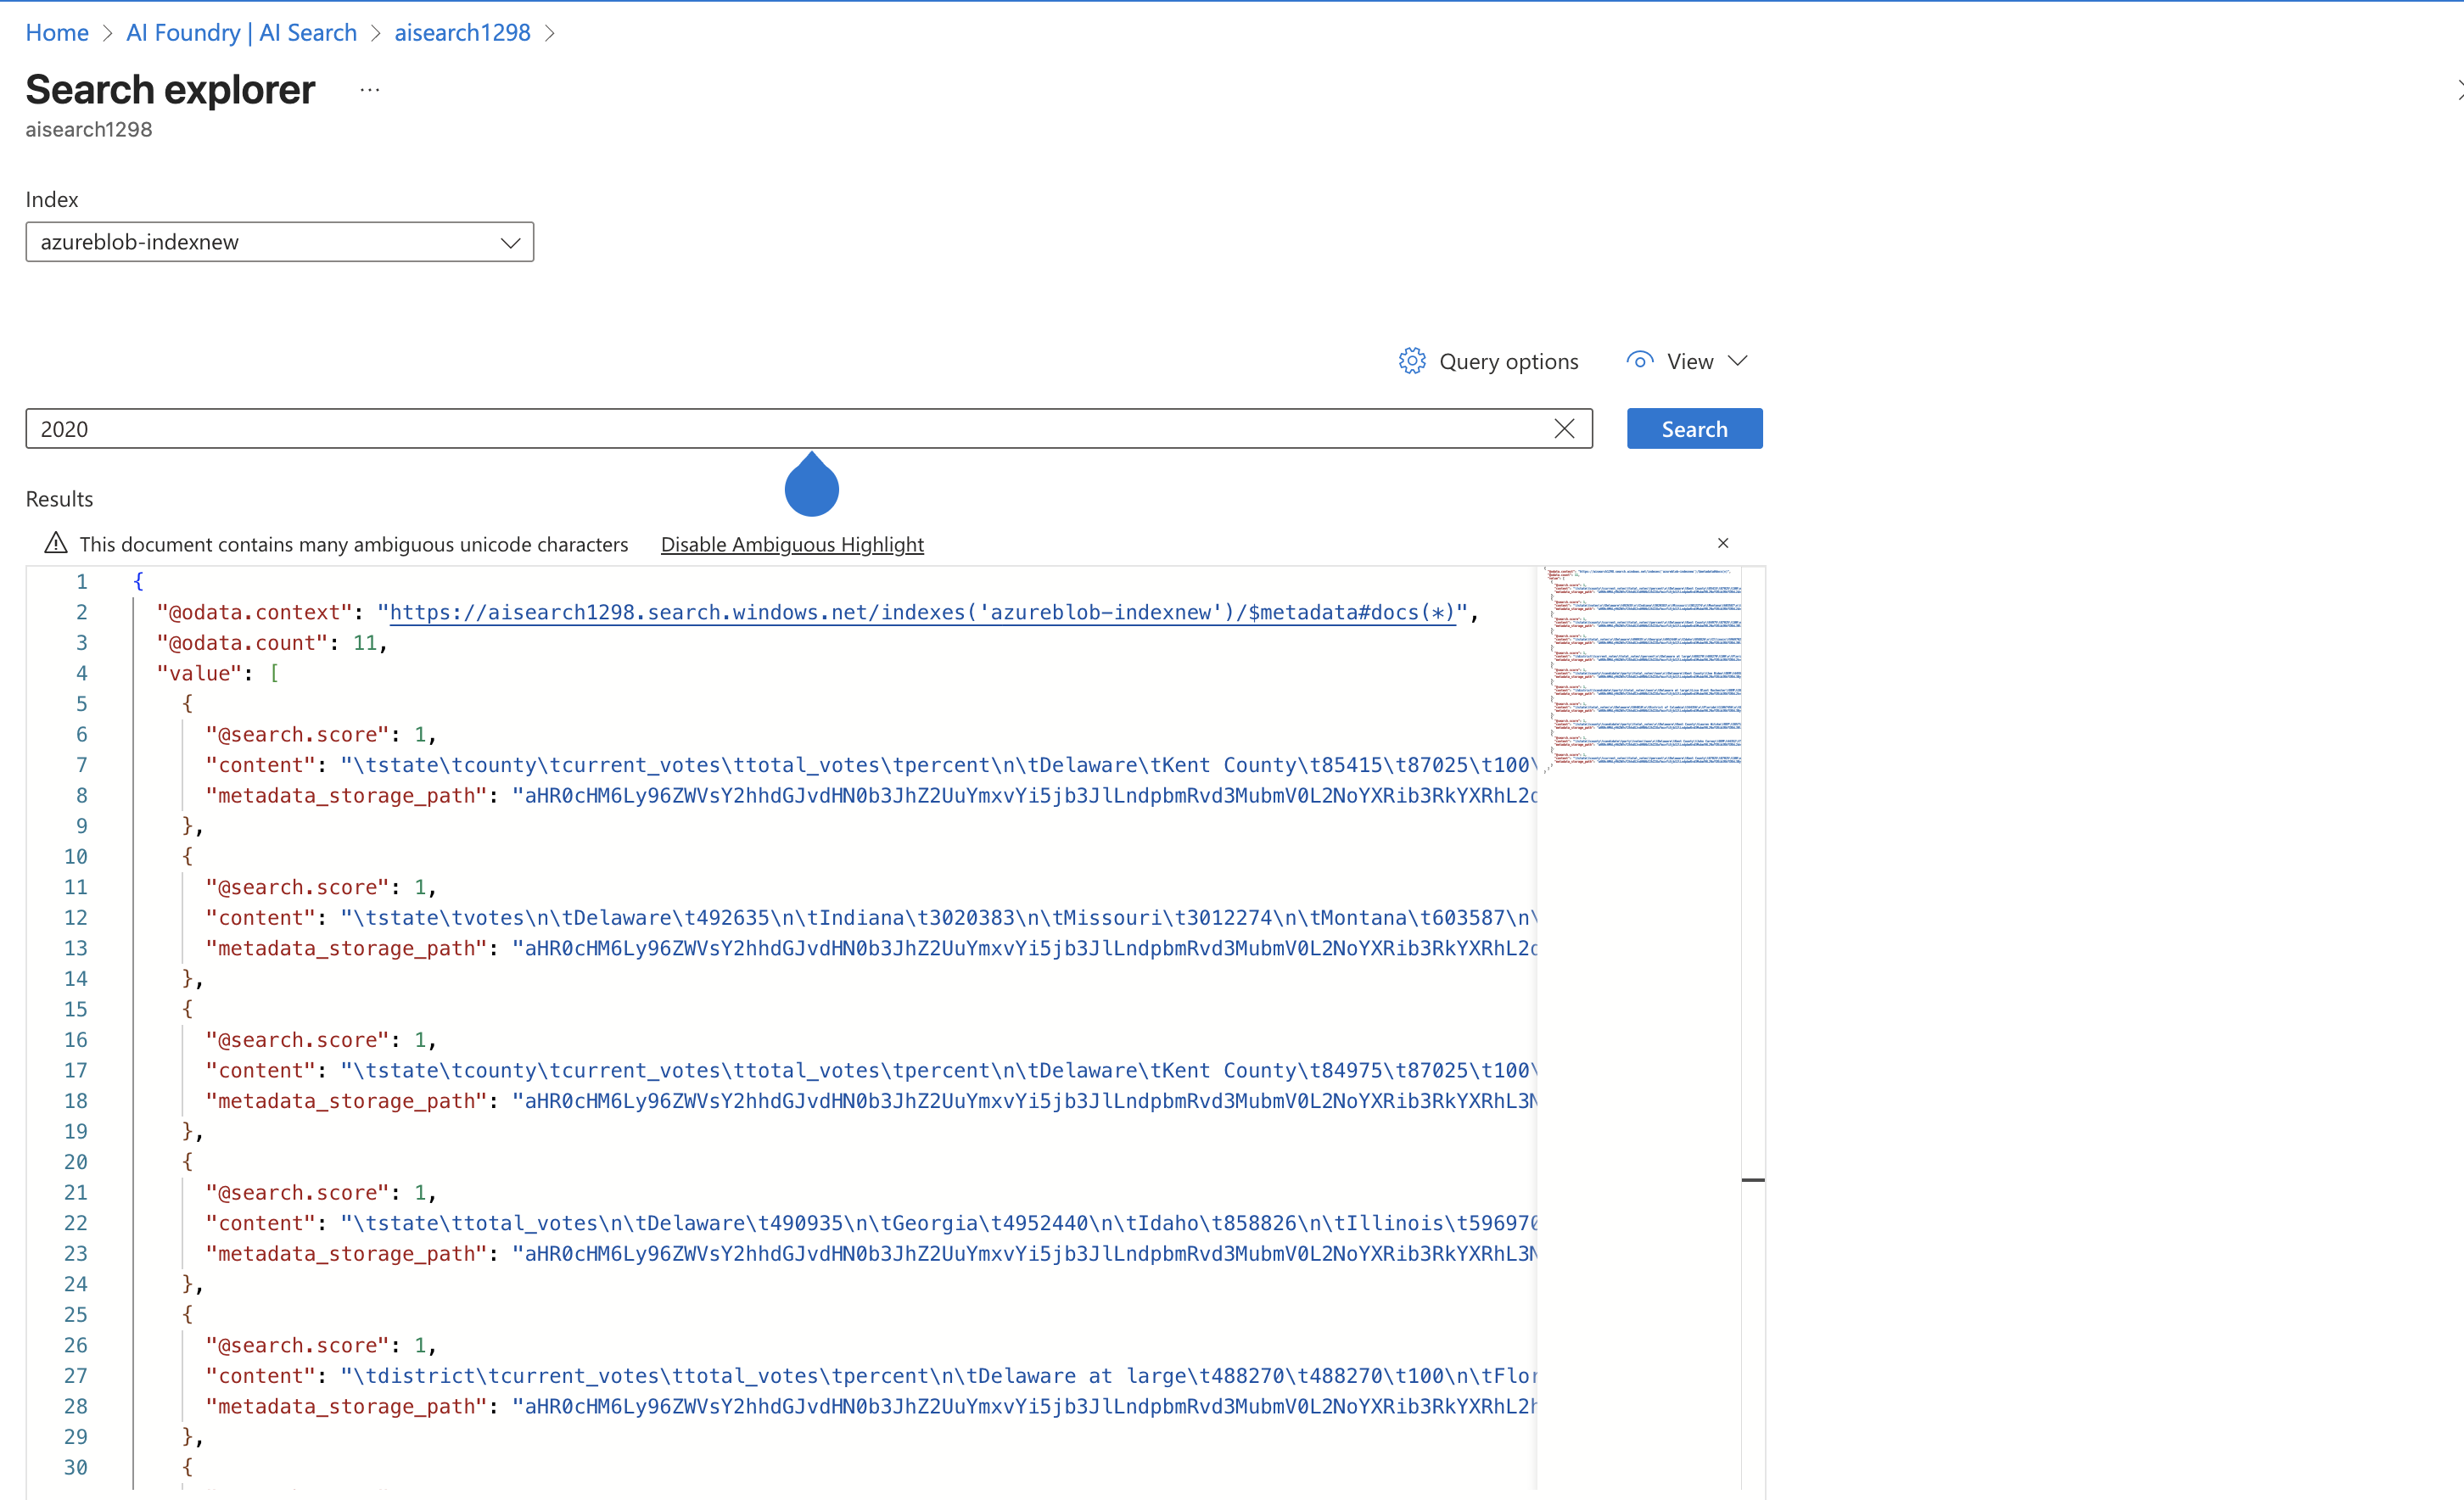 Home > AI Foundry | AI Search > aisearch1298 >
Search explorer ...
aisearch1298
Index
azureblob-indexnew
Query options View
2020
Search
Results
This document contains many ambiguous unicode characters Disable Ambiguous Highlight
1 {
2 "@odata.context": "https://aisearch1298.search.windows.net/indexes('azureblob-indexnew')/$metadata#docs(*)",
3 "@odata.count": 11,
4 "value": [
5 {
6 "@search.score": 1,
7 "content": "\tstate\tcounty\tcurrent_votes\ttotal_votes\tpercent\n\tDelaware\tKent County\t85415\t87025\t100\
8 "metadata_storage_path": "aHR0cHM6Ly96ZWVsY2hhdGJvdHN0b3JhZ2UuYmxvYi5jb3JlLndpbmRvd3MubmV0L2NoYXRib3RkYXRhL2
9 },
10 {
11 "@search.score": 1,
12 "content": "\tstate\tvotes\n\tDelaware\t492635\n\tIndiana\t3020383\n\tMissouri\t3012274\n\tMontana\t603587\n\
13 "metadata_storage_path": "aHR0cHM6Ly96ZWVsY2hhdGJvdHN0b3JhZ2UuYmxvYi5jb3JlLndpbmRvd3MubmV0L2NoYXRib3RkYXRhL2
14 },
15 {
16 "@search.score": 1,
17 "content": "\tstate\tcounty\tcurrent_votes\ttotal_votes\tpercent\n\tDelaware\tKent County\t84975\t87025\t100\
18 "metadata_storage_path": "aHR0cHM6Ly96ZWVsY2hhdGJvdHN0b3JhZ2UuYmxvYi5jb3JlLndpbmRvd3MubmV0L2NoYXRib3RkYXRhL3N
19 },
20 {
21 "@search.score": 1,
22 "content": "\tstate\ttotal_votes\n\tDelaware\t490935\n\tGeorgia\t4952440\n\tIdaho\t858826\n\tIllinois\t596970
23 "metadata_storage_path": "aHR0cHM6Ly96ZWVsY2hhdGJvdHN0b3JhZ2UuYmxvYi5jb3JlLndpbmRvd3MubmV0L2NoYXRib3RkYXRhL3N
24 },
25 {
26 "@search.score": 1,
27 "content": "\tdistrict\tcurrent_votes\ttotal_votes\tpercent\n\tDelaware at large\t488270\t488270\t100\n\tFlor
28 "metadata_storage_path": "aHR0cHM6Ly96ZWVsY2hhdGJvdHN0b3JhZ2UuYmxvYi5jb3JlLndpbmRvd3MubmV0L2NoYXRib3RkYXRhL2h
29 },
30 {